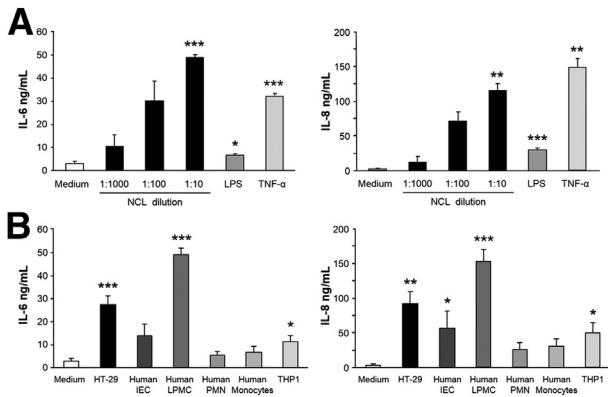 A
IL-6 ng/mL
60
50
40
30
20
10
0
*** * ***
Medium 1:1000 1:100 1:10 LPS TNF-α
NCL dilution
IL-8 ng/mL
200
150
100
50
0
** *** **
Medium 1:1000 1:100 1:10 LPS TNF-α
NCL dilution
B
IL-6 ng/mL
60
50
40
30
20
10
0
*** *** *
Medium HT-29 Human Human Human Human THP1
IEC LPMC PMN Monocytes
IL-8 ng/mL
200
150
100
50
0
** * *** *
Medium HT-29 Human Human Human Human THP1
IEC LPMC PMN Monocytes